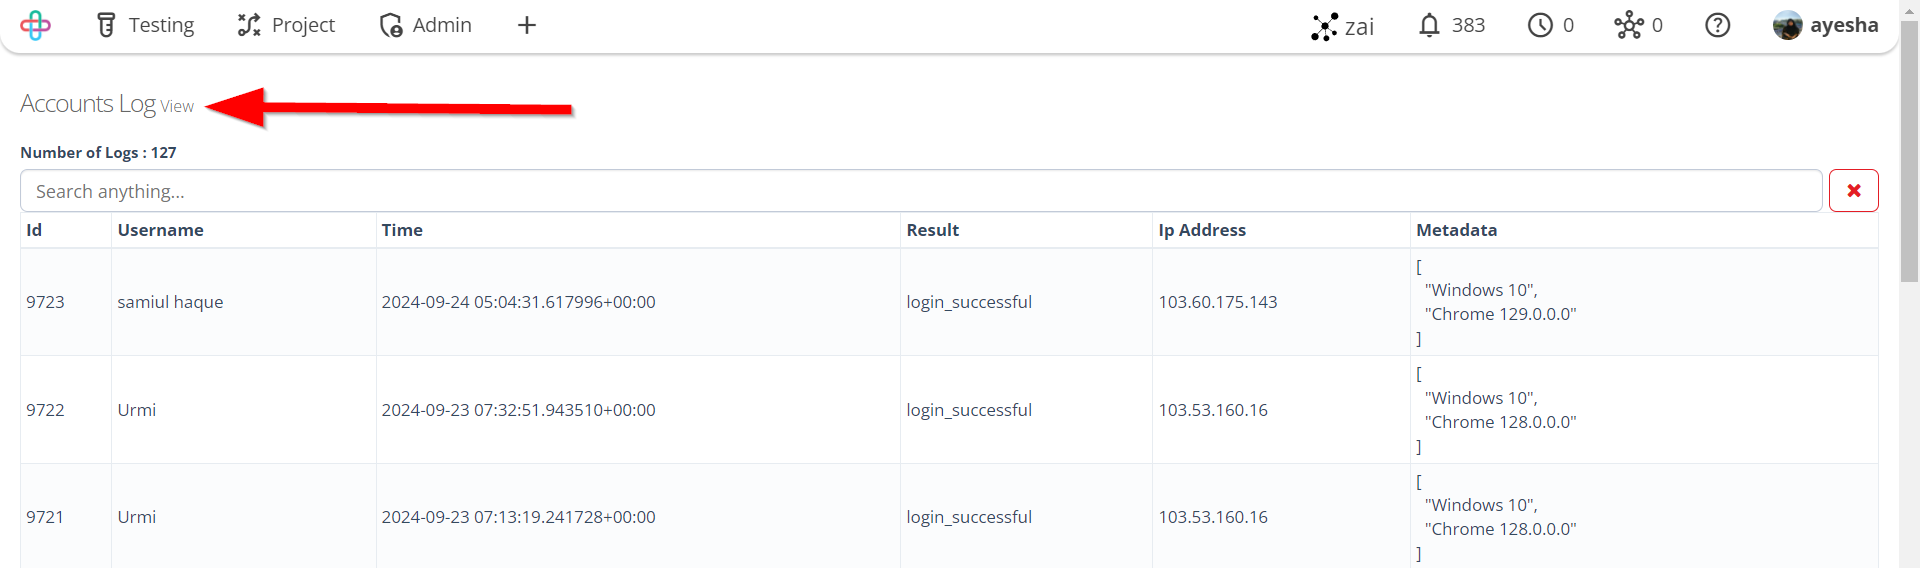 Testing Project Admin + zai 383 0 0 ? ayesha
Accounts Log View
Number of Logs : 127
Search anything...
Id Username Time Result Ip Address Metadata
[
9723 samiul haque 2024-09-24 05:04:31.617996+00:00 login_successful 103.60.175.143 "Windows 10",
"Chrome 129.0.0.0"
]
[
9722 Urmi 2024-09-23 07:32:51.943510+00:00 login_successful 103.53.160.16 "Windows 10",
"Chrome 128.0.0.0"
]
[
9721 Urmi 2024-09-23 07:13:19.241728+00:00 login_successful 103.53.160.16 "Windows 10",
"Chrome 128.0.0.0"
]